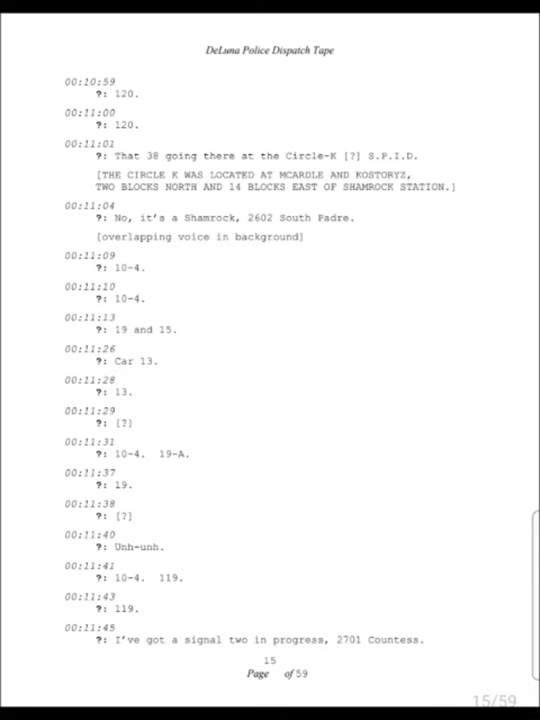 DeLuna Police Dispatch Tape
00:10:59
?: 120.
00:11:00
?: 120.
00:11:01
?: That 38 going there at the Circle-K [?] S.P.I.D.
[THE CIRCLE K WAS LOCATED AT MCARDLE AND KOSTORYZ,
TWO BLOCKS NORTH AND 14 BLOCKS EAST OF SHAMROCK STATION.]
00:11:04
?: No, it's a Shamrock, 2602 South Padre.
[overlapping voice in background]
00:11:09
?: 10-4.
00:11:10
?: 10-4.
00:11:13
?: 19 and 15.
00:11:26
?: Car 13.
00:11:28
?: 13.
00:11:29
?: [?]
00:11:31
?: 10-4. 19-A.
00:11:37
?: 19.
00:11:38
?: [?]
00:11:40
?: Unh-unh.
00:11:41
?: 10-4. 119.
00:11:43
?: 119.
00:11:45
?: I've got a signal two in progress, 2701 Countess.
15
Page of 59
15/59